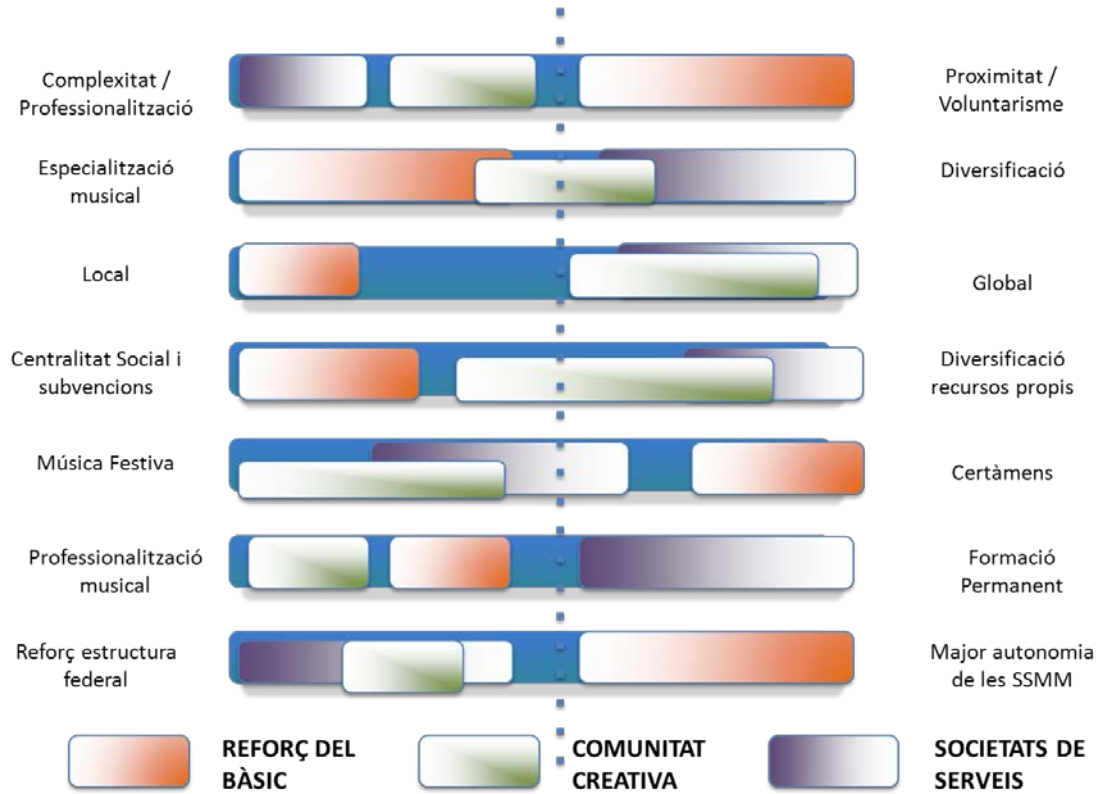 Complexitat /
Professionalització
Proximitat /
Voluntarisme
Especialització
musical
Diversificació
Local
Global
Centralitat Social i
subvencions
Diversificació
recursos propis
Música Festiva
Certàmens
Professionalització
musical
Formació
Permanent
Reforç estructura
federal
Major autonomia
de les SSMM
REFORÇ DEL
BÀSIC
COMUNITAT
CREATIVA
SOCIETATS DE
SERVEIS